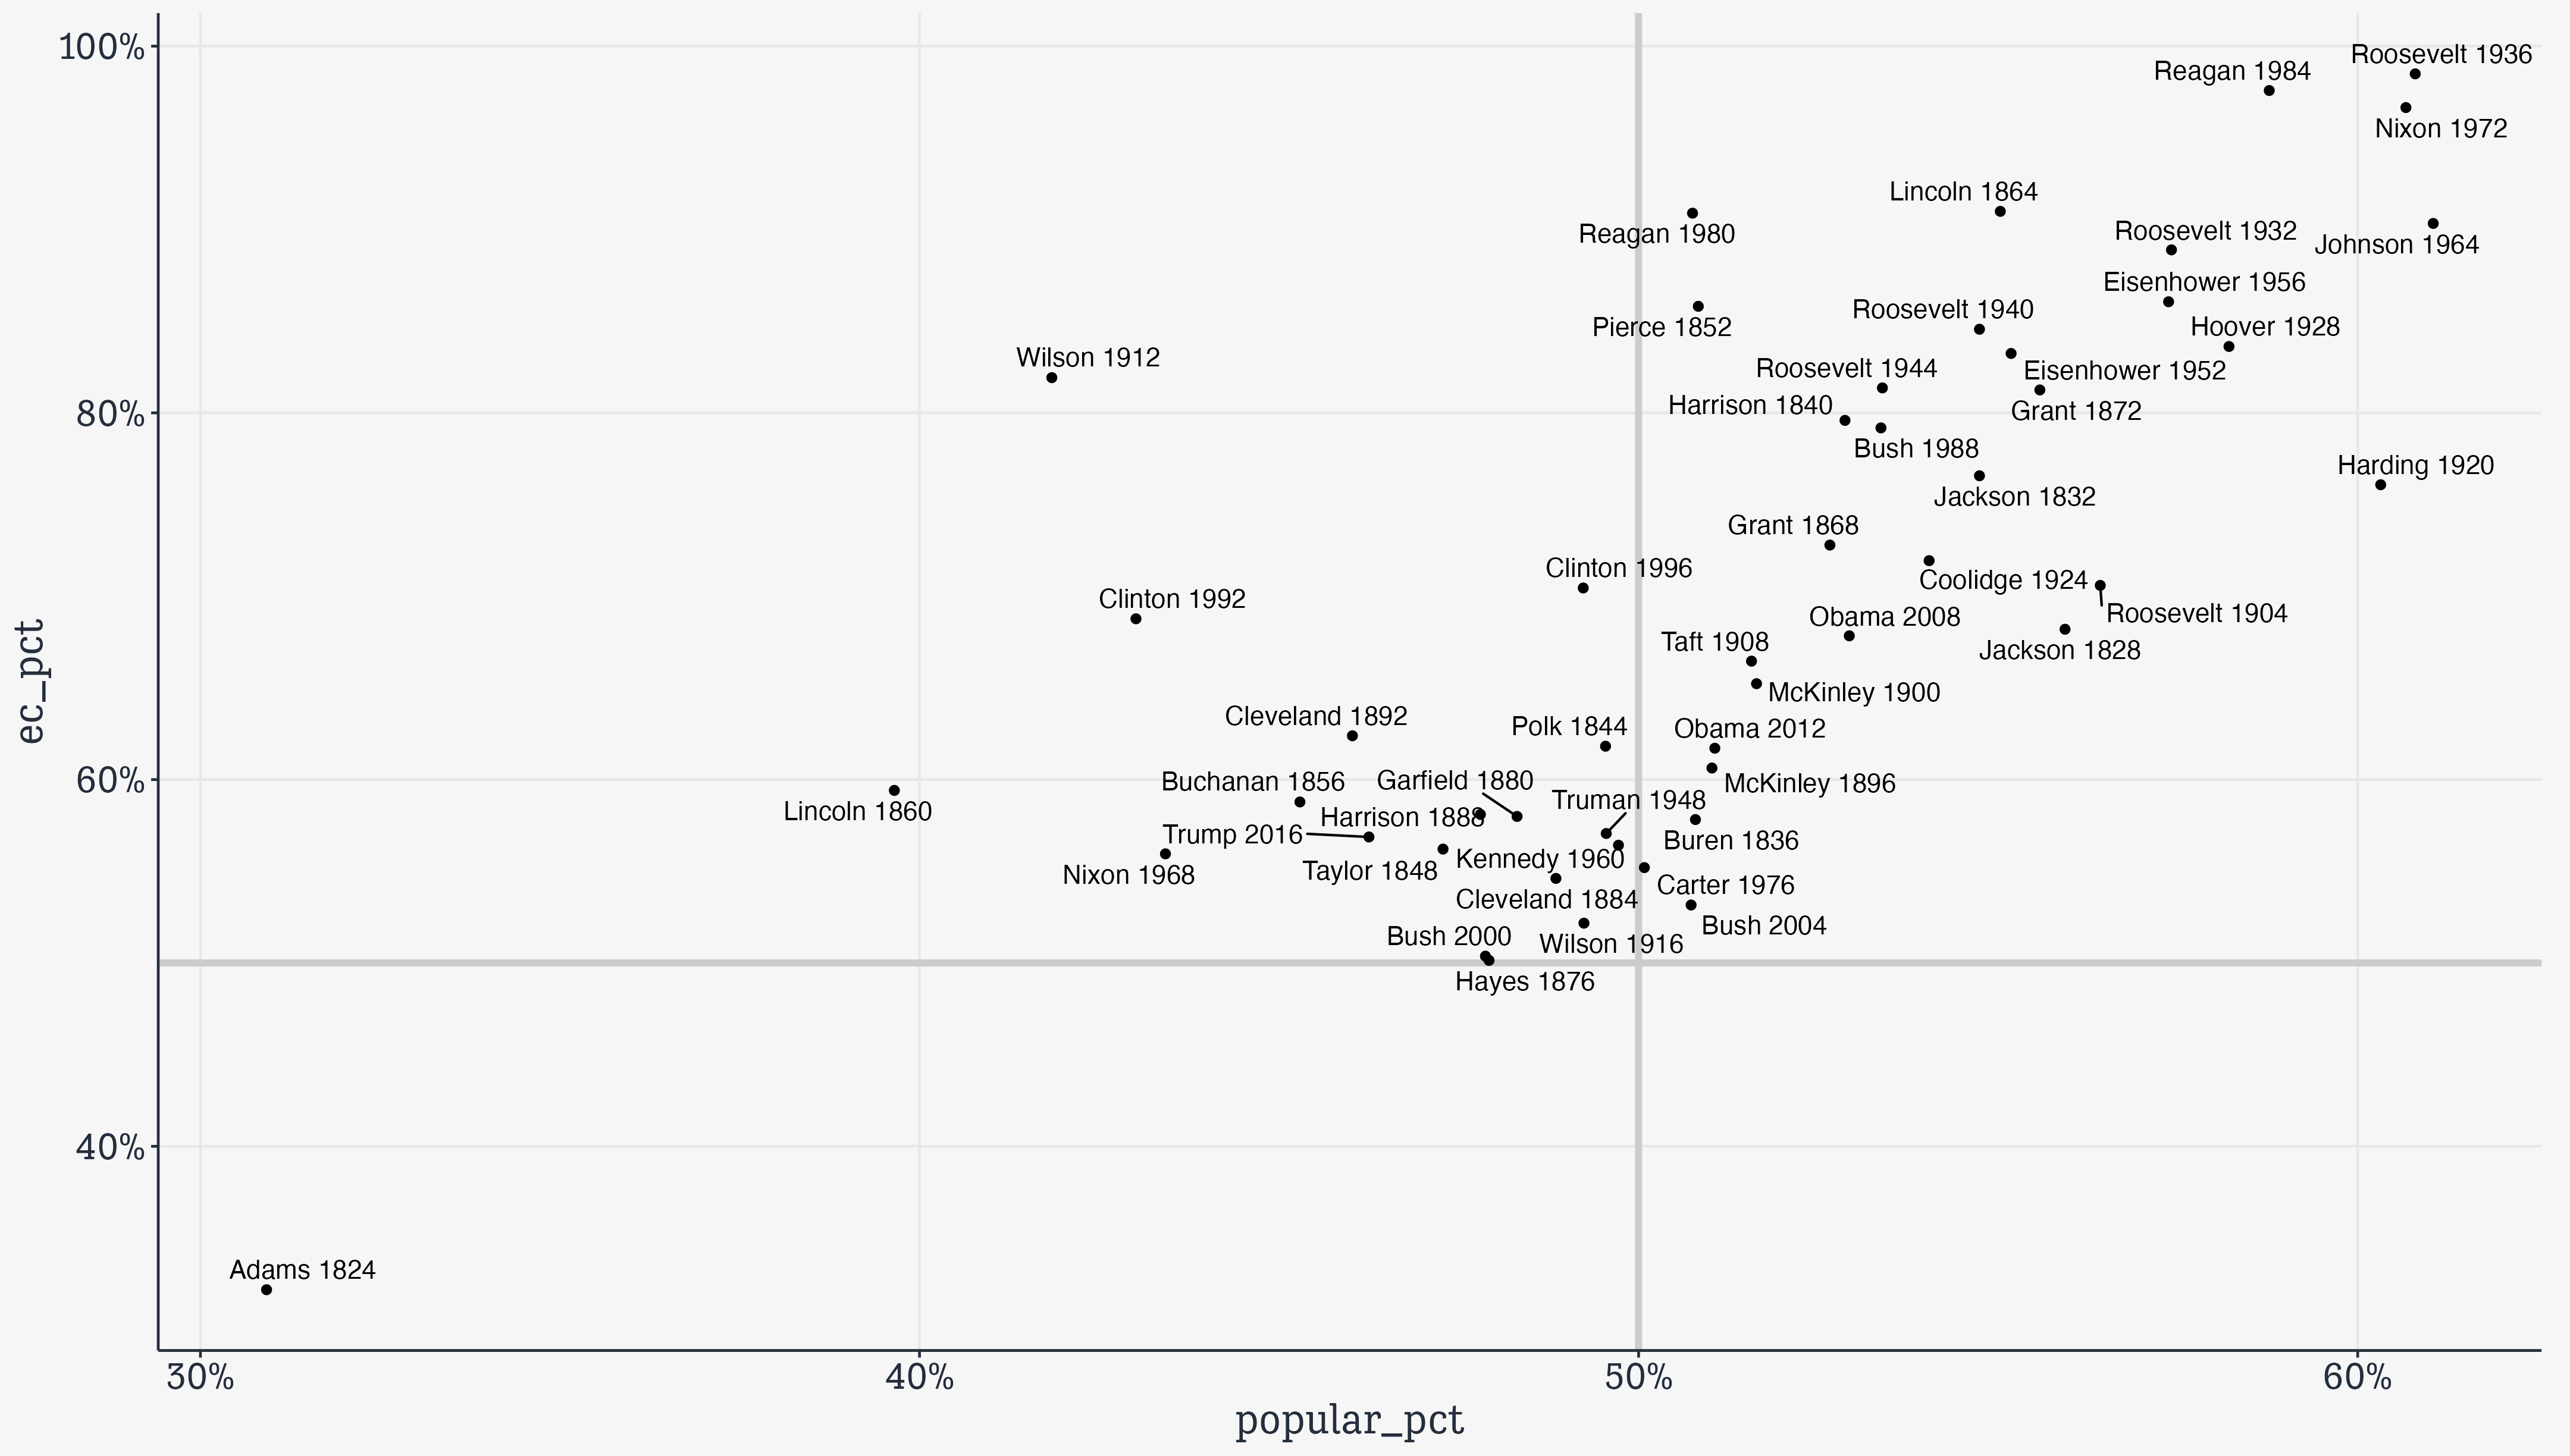 100%
Roosevelt 1936
Reagan 1984
Nixon 1972
Lincoln 1864
Reagan 1980
Roosevelt 1932
Johnson 1964
Eisenhower 1956
Roosevelt 1940
Pierce 1852
Hoover 1928
Wilson 1912
Roosevelt 1944
Eisenhower 1952
Harrison 1840
80%
Grant 1872
Bush 1988
Harding 1920
Jackson 1832
Grant 1868
Clinton 1996
Coolidge 1924
Clinton 1992
Roosevelt 1904
Obama 2008
Taft 1908
Jackson 1828
ec_pct
McKinley 1900
Cleveland 1892
Polk 1844
Obama 2012
60%
Buchanan 1856
Garfield 1880
McKinley 1896
Truman 1948
Lincoln 1860
Harrison 1888
Trump 2016
Buren 1836
Kennedy 1960
Taylor 1848
Nixon 1968
Carter 1976
Cleveland 1884
Bush 2004
Bush 2000
Wilson 1916
Hayes 1876
40%
Adams 1824
30%
40%
50%
60%
popular_pct